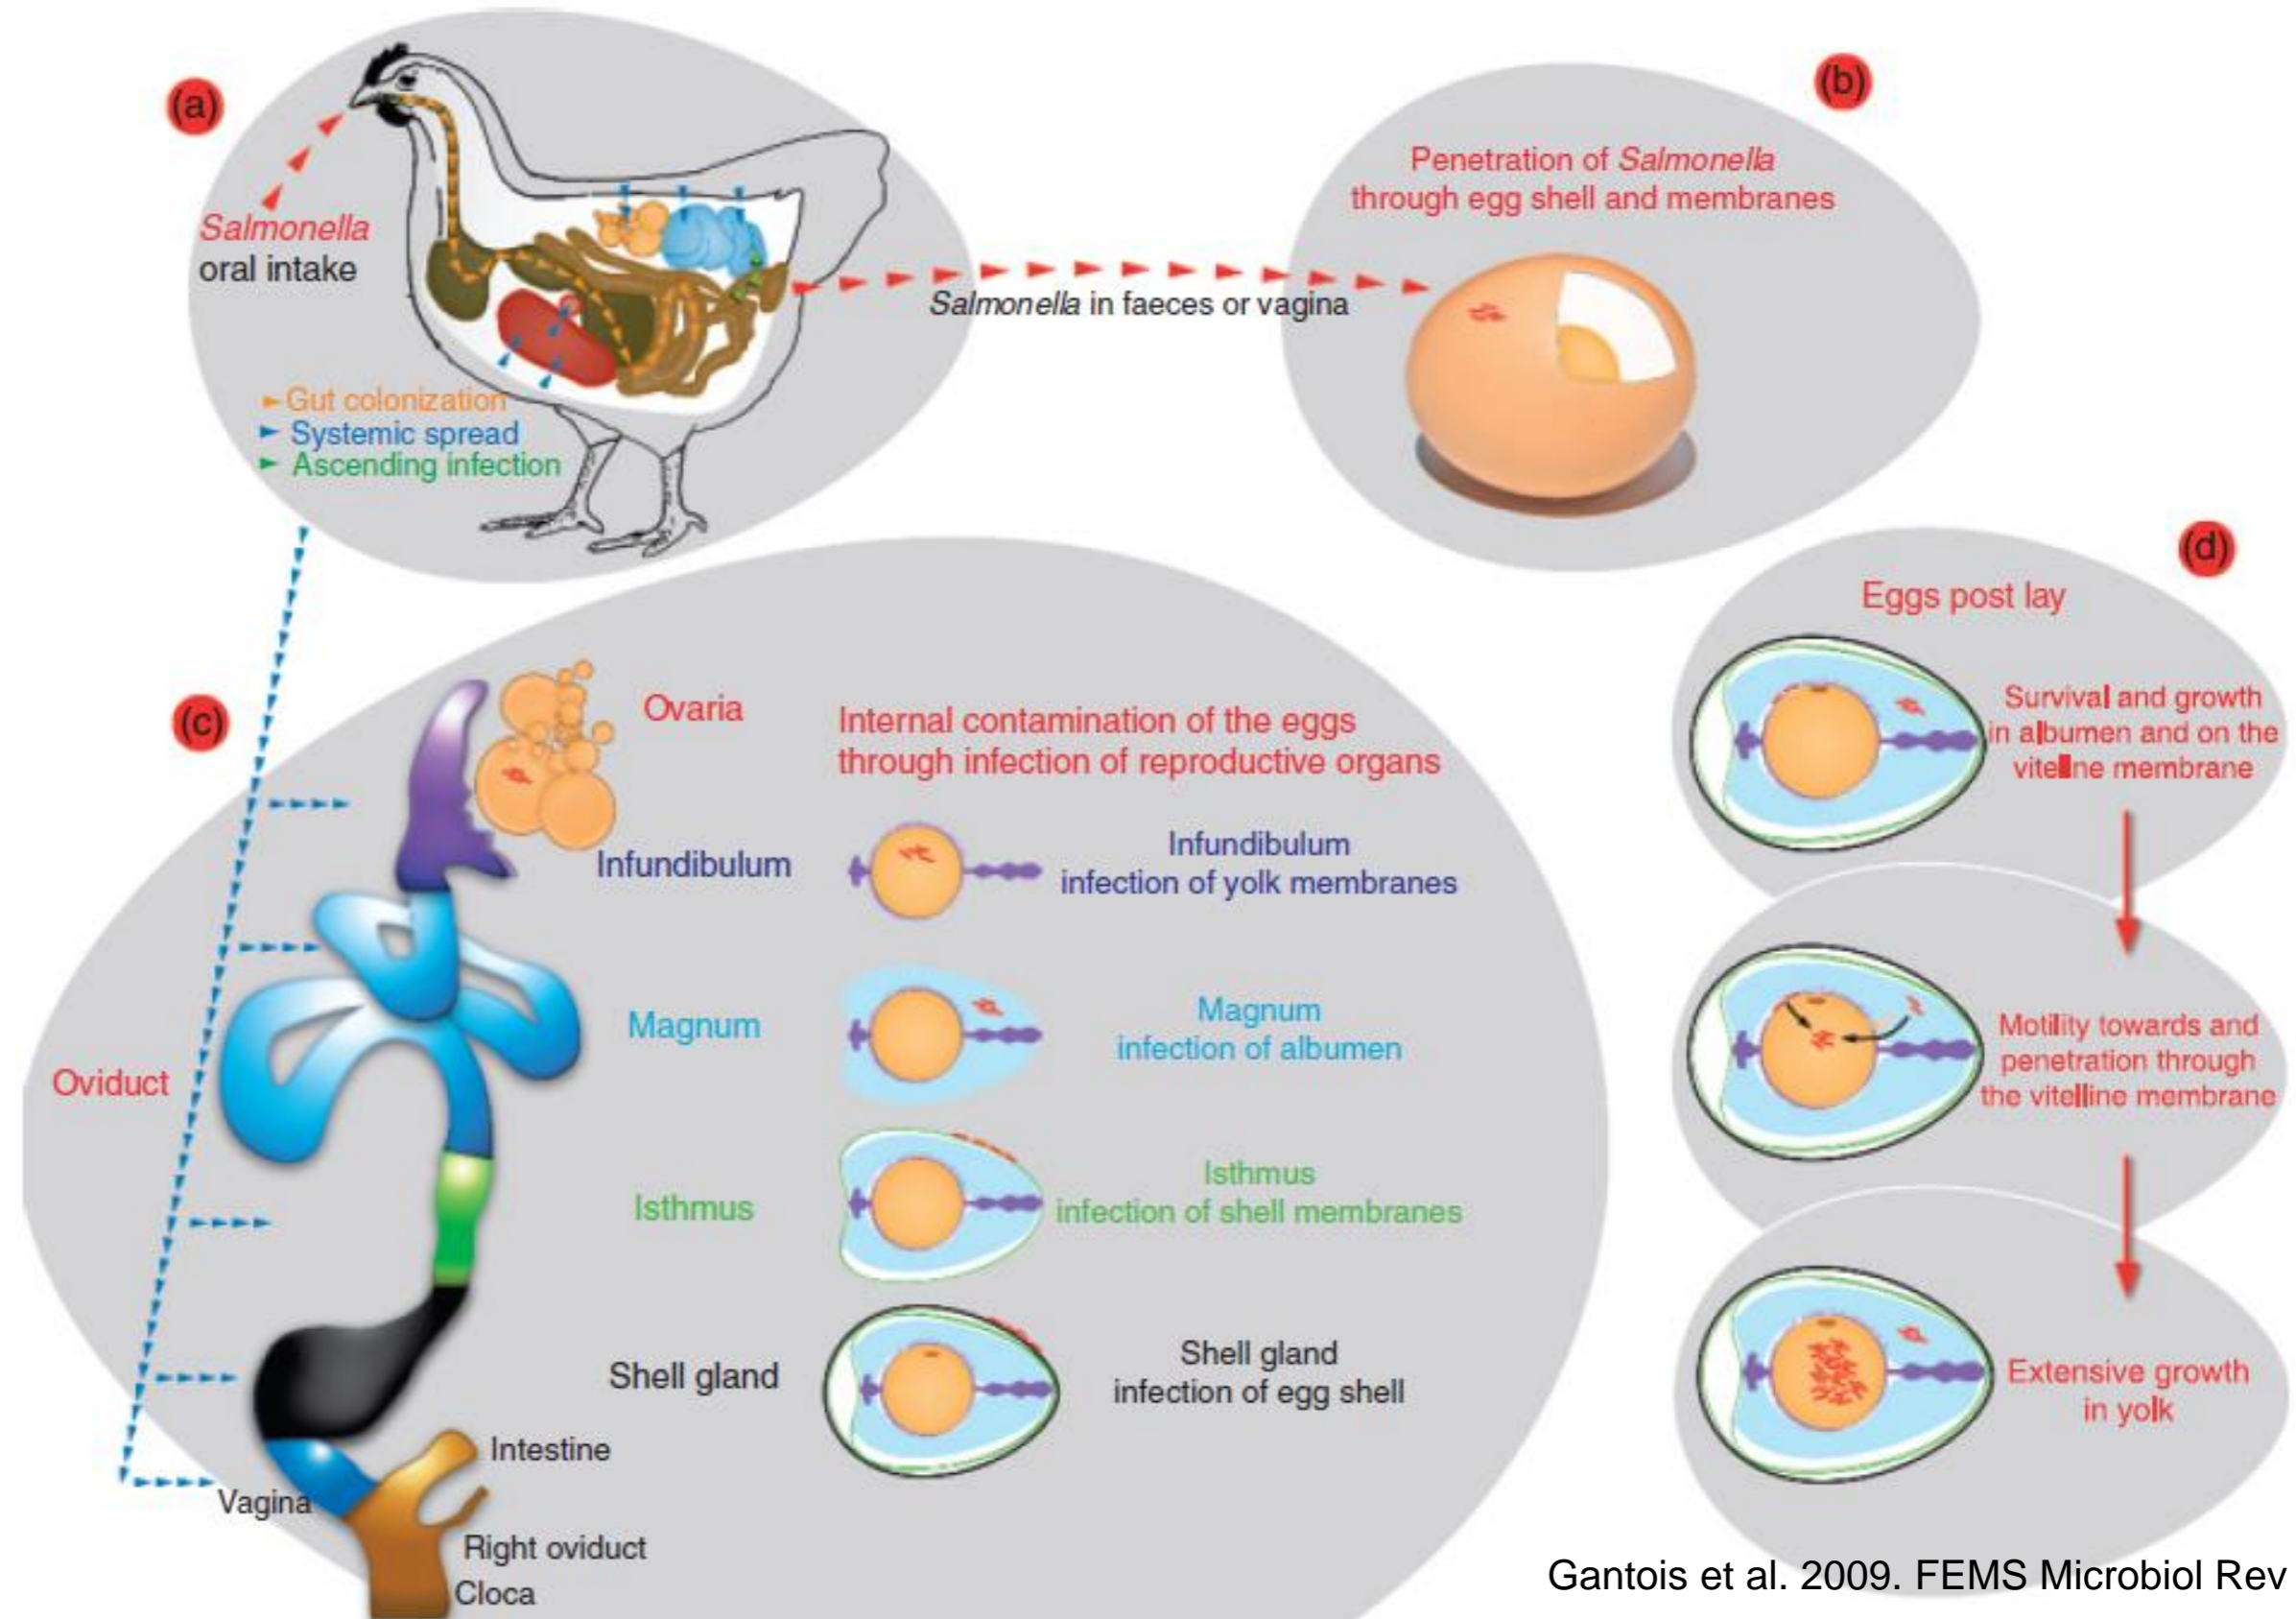 (a)
Salmonella
oral intake
Gut colonization
Systemic spread
Ascending infection
Salmonella in faeces or vagina
(b)
Penetration of Salmonella
through egg shell and membranes
(c)
Ovaria
Internal contamination of the eggs
through infection of reproductive organs
Infundibulum
Infundibulum
infection of yolk membranes
Magnum
Magnum
infection of albumen
Oviduct
Isthmus
Isthmus
infection of shell membranes
Shell gland
Shell gland
infection of egg shell
Intestine
Vagina
Right oviduct
Cloca
(d)
Eggs post lay
Survival and growth
in albumen and on the
vitelline membrane
Motility towards and
penetration through
the vitelline membrane
Extensive growth
in yolk
Gantois et al. 2009. FEMS Microbiol Rev